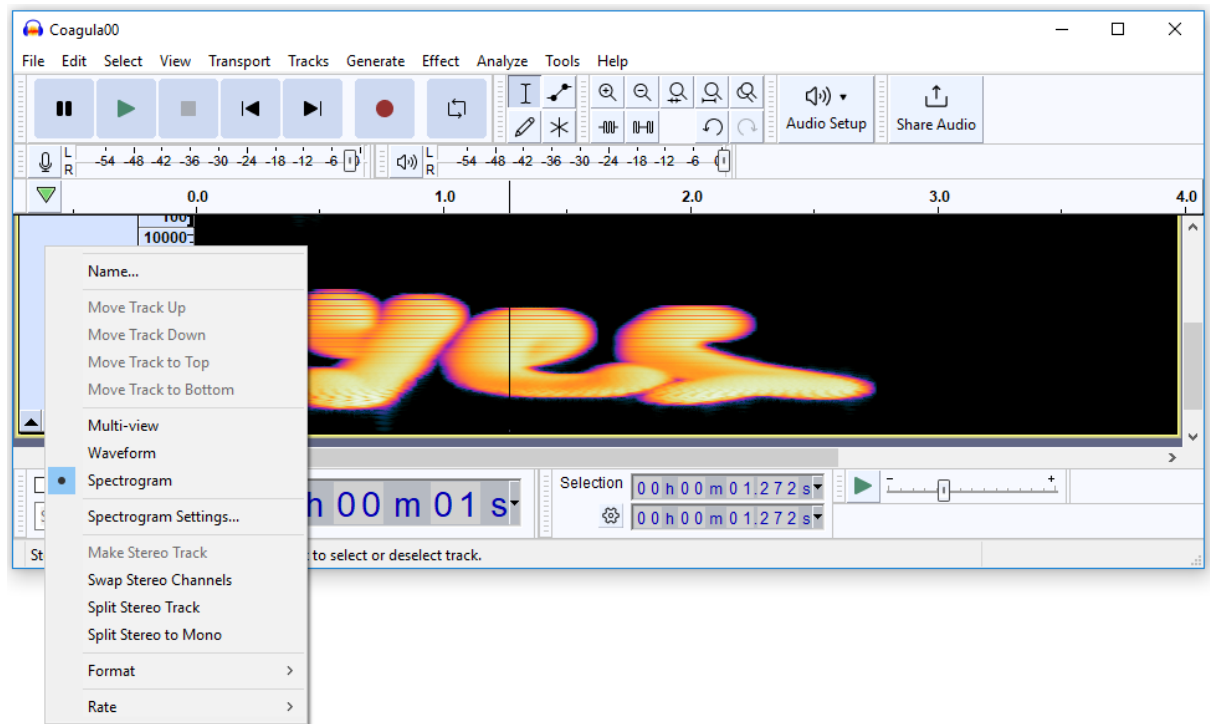 Coagula00
File Edit Select View Transport Tracks Generate Effect Analyze Tools Help
Audio Setup
Share Audio
L -54 -48 -42 -36 -30 -24 -18 -12 -6 L -54 -48 -42 -36 -30 -24 -18 -12 -6
R R
0.0 1.0 2.0 3.0 4.0
100
10000
yes
Name...
Move Track Up
Move Track Down
Move Track to Top
Move Track to Bottom
Multi-view
Waveform
Spectrogram
Spectrogram Settings...
Make Stereo Track
Swap Stereo Channels
Split Stereo Track
Split Stereo to Mono
Format
Rate
h 00 m 01 s
Selection 00 h 00 m 01.272 s
00 h 00 m 01.272 s
- +
St
to select or deselect track.